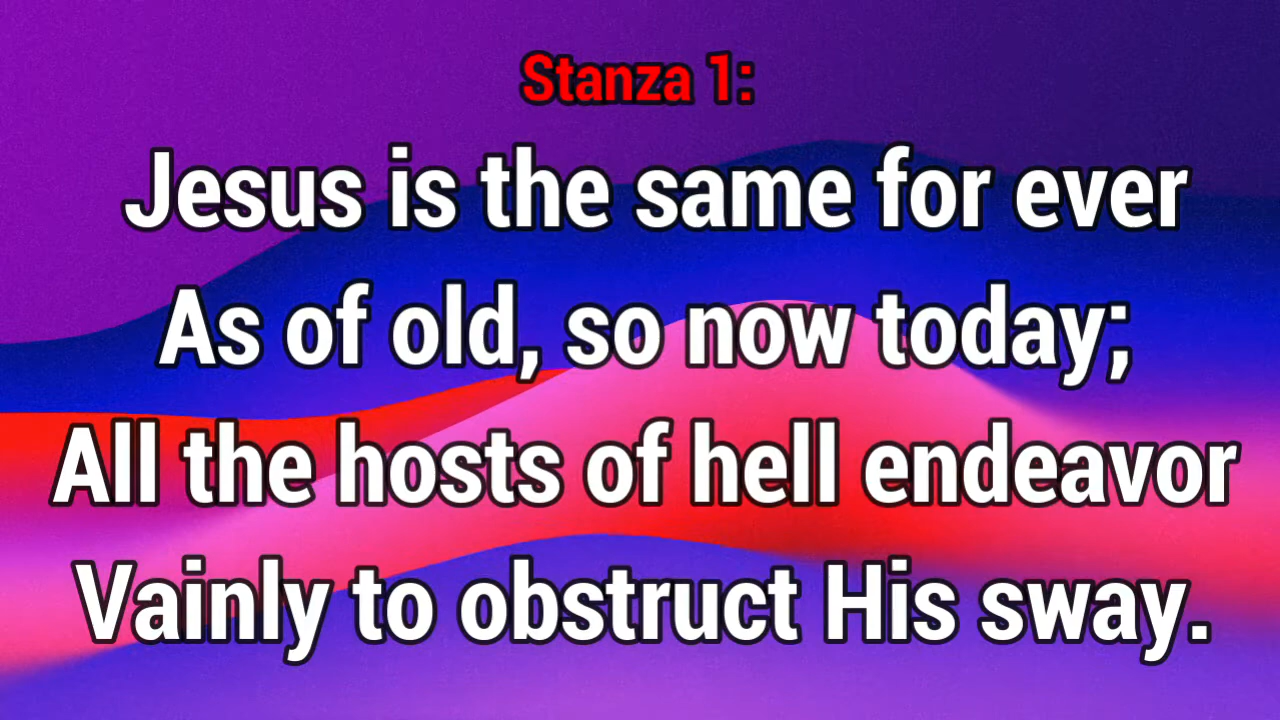 Stanza 1:
Jesus is the same for ever
As of old, so now today;
All the hosts of hell endeavor
Vainly to obstruct His sway.